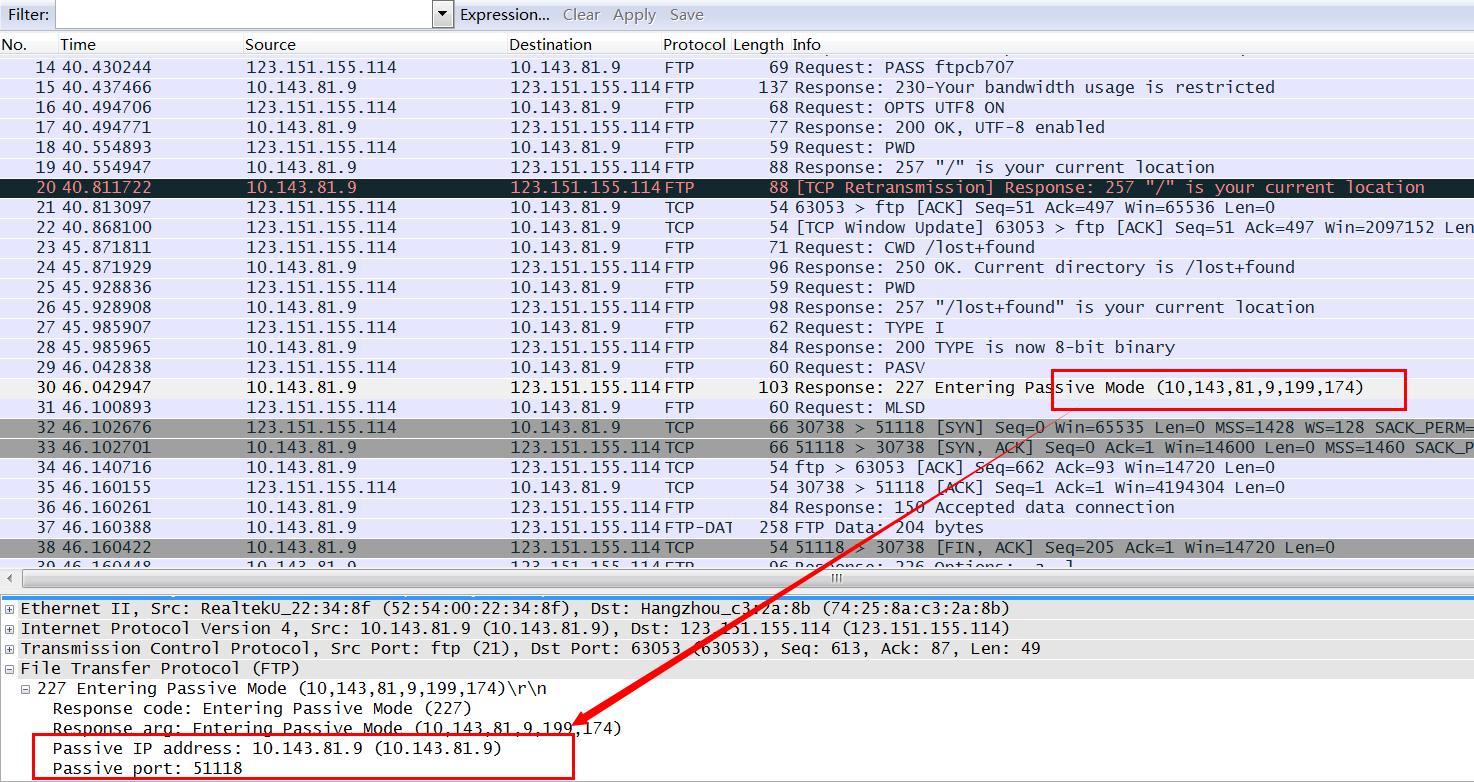 Filter: Expression... Clear Apply Save
No. Time Source Destination Protocol Length Info
14 40.430244 123.151.155.114 10.143.81.9 FTP 69 Request: PASS ftpcb707
15 40.437466 10.143.81.9 123.151.155.114 FTP 137 Response: 230-Your bandwidth usage is restricted
16 40.494706 123.151.155.114 10.143.81.9 FTP 68 Request: OPTS UTF8 ON
17 40.494771 10.143.81.9 123.151.155.114 FTP 77 Response: 200 OK, UTF-8 enabled
18 40.554893 123.151.155.114 10.143.81.9 FTP 59 Request: PWD
19 40.554947 10.143.81.9 123.151.155.114 FTP 88 Response: 257 "/" is your current location
20 40.811722 10.143.81.9 123.151.155.114 FTP 88 [TCP Retransmission] Response: 257 "/" is your current location
21 40.813097 123.151.155.114 10.143.81.9 TCP 54 63053 > ftp [ACK] Seq=51 Ack=497 Win=65536 Len=0
22 40.868100 123.151.155.114 10.143.81.9 TCP 54 [TCP Window Update] 63053 > ftp [ACK] Seq=51 Ack=497 Win=2097152 Len
23 45.871811 123.151.155.114 10.143.81.9 FTP 71 Request: CWD /lost+found
24 45.871929 10.143.81.9 123.151.155.114 FTP 96 Response: 250 OK. Current directory is /lost+found
25 45.928836 123.151.155.114 10.143.81.9 FTP 59 Request: PWD
26 45.928908 10.143.81.9 123.151.155.114 FTP 98 Response: 257 "/lost+found" is your current location
27 45.985907 123.151.155.114 10.143.81.9 FTP 62 Request: TYPE I
28 45.985965 10.143.81.9 123.151.155.114 FTP 84 Response: 200 TYPE is now 8-bit binary
29 46.042838 123.151.155.114 10.143.81.9 FTP 60 Request: PASV
30 46.042947 10.143.81.9 123.151.155.114 FTP 103 Response: 227 Entering Passive Mode (10,143,81,9,199,174)
31 46.100893 123.151.155.114 10.143.81.9 FTP 60 Request: MLSD
32 46.102676 123.151.155.114 10.143.81.9 TCP 66 30738 > 51118 [SYN] Seq=0 Win=65535 Len=0 MSS=1428 WS=128 SACK_PERM=
33 46.102701 10.143.81.9 123.151.155.114 TCP 66 51118 > 30738 [SYN, ACK] Seq=0 Ack=1 Win=14600 Len=0 MSS=1460 SACK_P
34 46.140716 10.143.81.9 123.151.155.114 TCP 54 ftp > 63053 [ACK] Seq=662 Ack=93 Win=14720 Len=0
35 46.160155 123.151.155.114 10.143.81.9 TCP 54 30738 > 51118 [ACK] Seq=1 Ack=1 Win=4194304 Len=0
36 46.160261 10.143.81.9 123.151.155.114 FTP 84 Response: 150 Accepted data connection
37 46.160388 10.143.81.9 123.151.155.114 FTP-DAT 258 FTP Data: 204 bytes
38 46.160422 10.143.81.9 123.151.155.114 TCP 54 51118 > 30738 [FIN, ACK] Seq=205 Ack=1 Win=14720 Len=0
Ethernet II, Src: RealtekU_22:34:8f (52:54:00:22:34:8f), Dst: Hangzhou_c3:2a:8b (74:25:8a:c3:2a:8b)
Internet Protocol Version 4, Src: 10.143.81.9 (10.143.81.9), Dst: 123.151.155.114 (123.151.155.114)
Transmission Control Protocol, Src Port: ftp (21), Dst Port: 63053 (63053), Seq: 613, Ack: 87, Len: 49
File Transfer Protocol (FTP)
227 Entering Passive Mode (10,143,81,9,199,174)\r\n
Response code: Entering Passive Mode (227)
Response arg: Entering Passive Mode (10,143,81,9,199,174)
Passive IP address: 10.143.81.9 (10.143.81.9)
Passive port: 51118